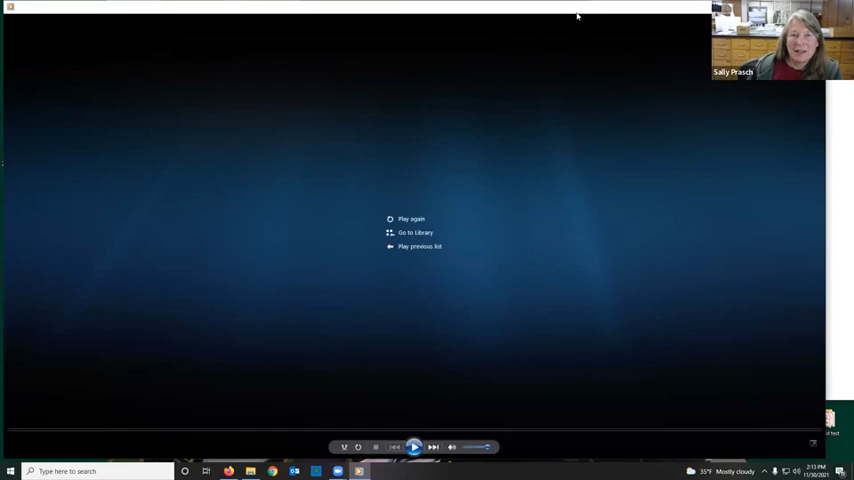 Sally Prasch
Play again
Go to Library
Play previous list
Type here to search
35°F Mostly cloudy
2:13 PM
11/30/2021